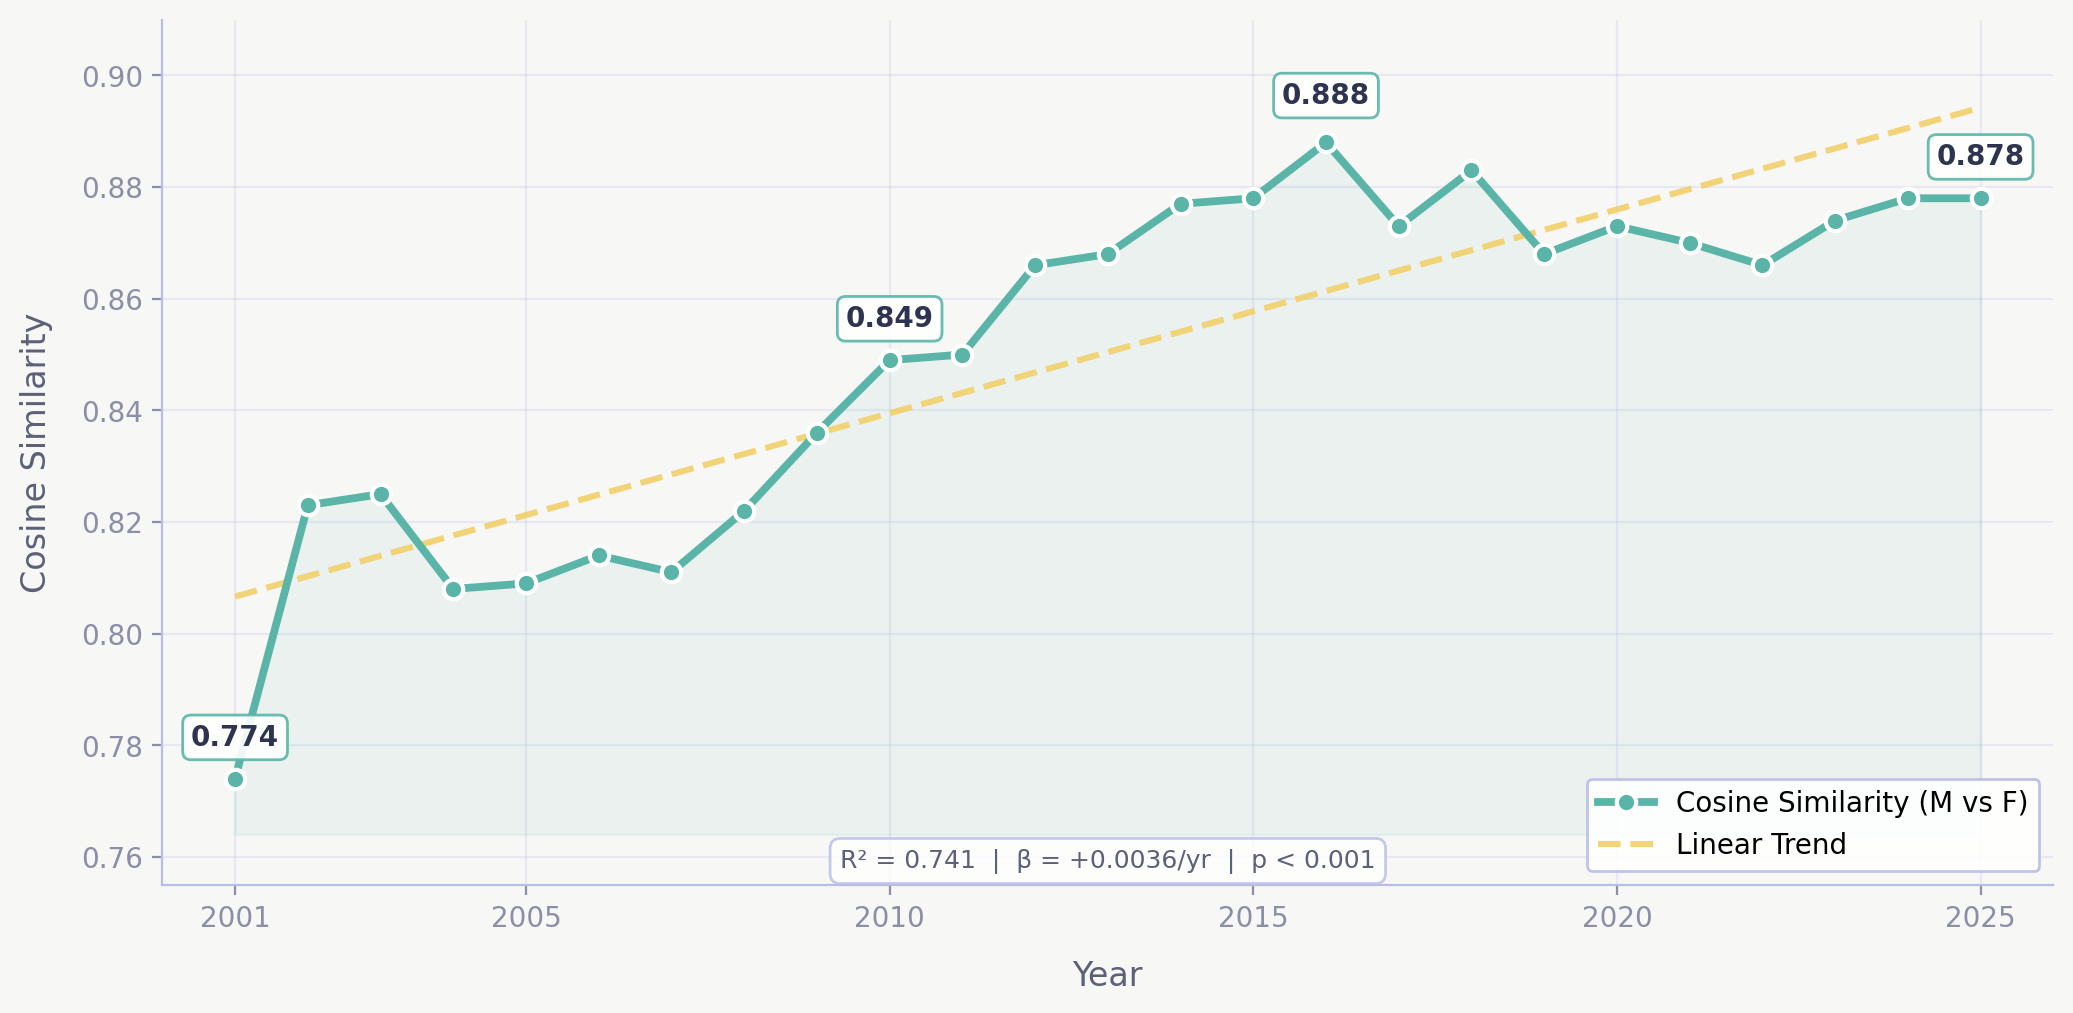 0.90
0.88
0.86
0.84
0.82
0.80
0.78
0.76
Cosine Similarity
0.774
0.849
0.888
0.878
Cosine Similarity (M vs F)
Linear Trend
R² = 0.741 | β = +0.0036/yr | p < 0.001
2001 2005 2010 2015 2020 2025
Year